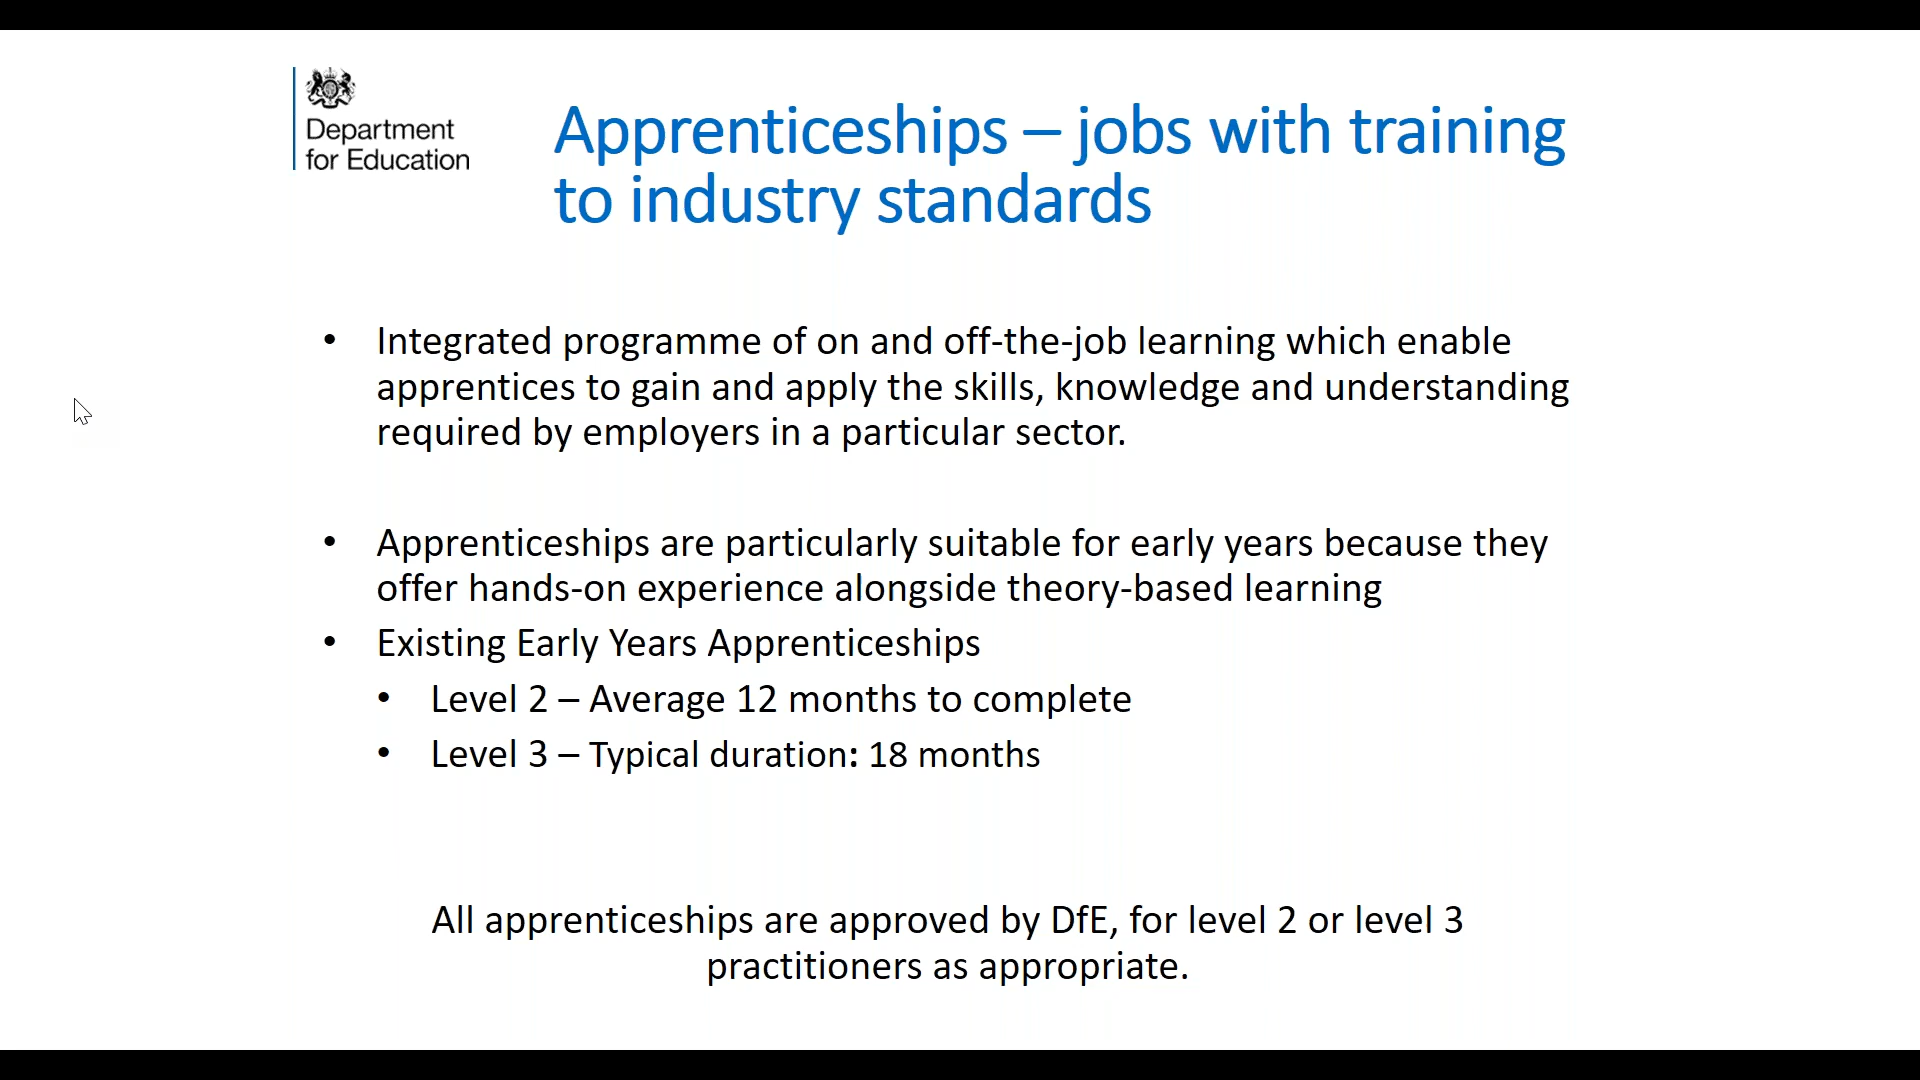 Department
for Education
Apprenticeships – jobs with training
to industry standards
• Integrated programme of on and off-the-job learning which enable
apprentices to gain and apply the skills, knowledge and understanding
required by employers in a particular sector.
• Apprenticeships are particularly suitable for early years because they
offer hands-on experience alongside theory-based learning
• Existing Early Years Apprenticeships
• Level 2 – Average 12 months to complete
• Level 3 – Typical duration: 18 months
All apprenticeships are approved by DfE, for level 2 or level 3
practitioners as appropriate.